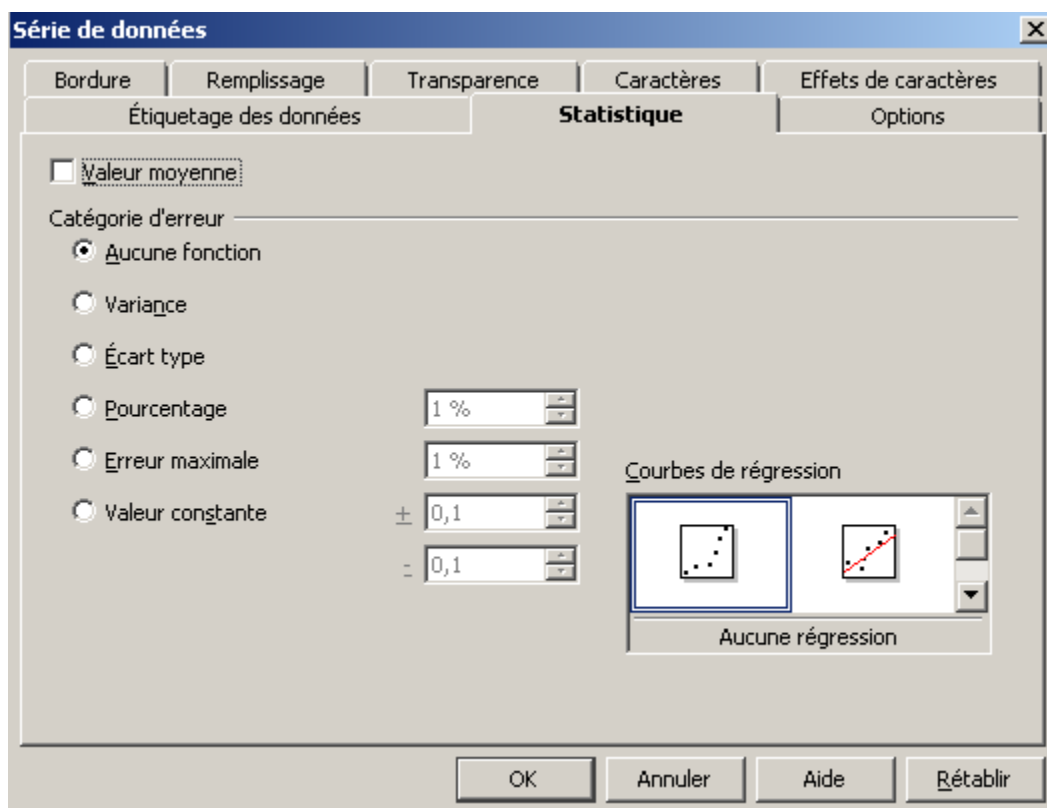 Série de données
Bordure Remplissage Transparence Caractères Effets de caractères
Étiquetage des données Statistique Options
Valeur moyenne
Catégorie d'erreur
Aucune fonction
Variance
Écart type
Pourcentage 1 %
Erreur maximale 1 %
Valeur constante ± 0,1
- 0,1
Courbes de régression
Aucune régression
OK Annuler Aide Rétablir